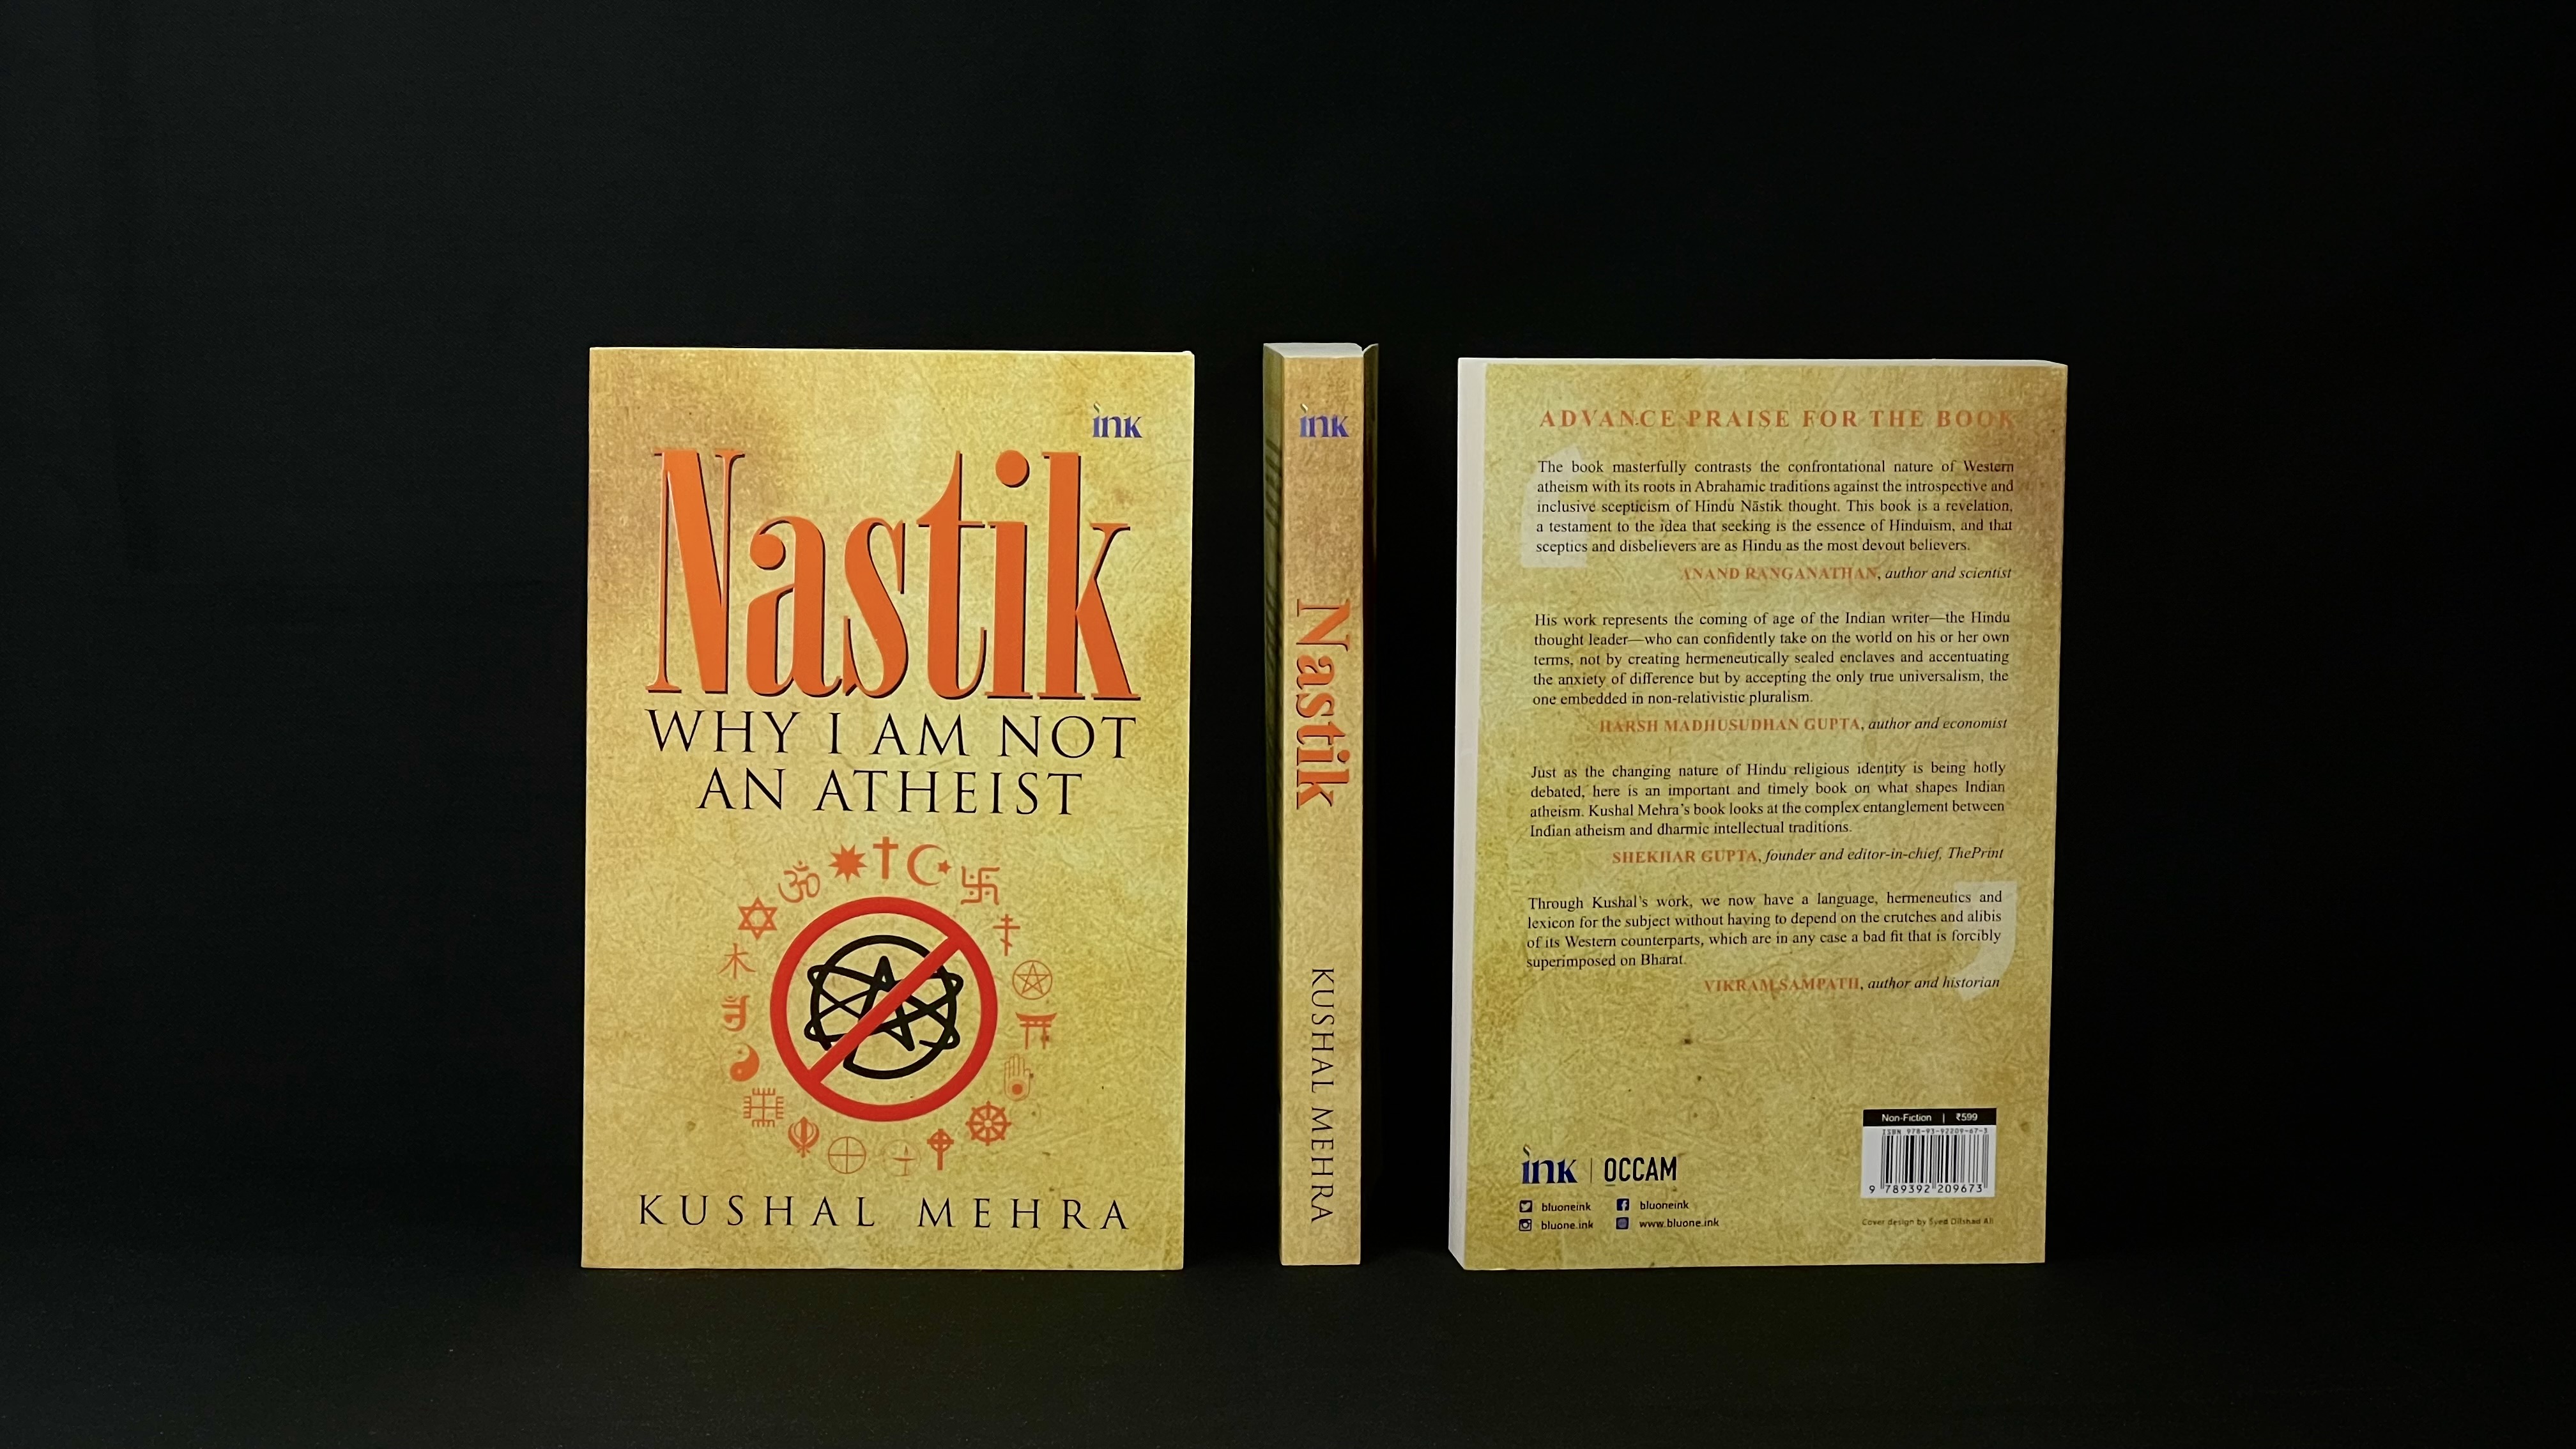 ink
Nastik
WHY I AM NOT
AN ATHEIST
KUSHAL MEHRA
ink
Nastik
KUSHAL MEHRA
ADVANCE PRAISE FOR THE BOOK
The book masterfully contrasts the confrontational nature of Western
atheism with its roots in Abrahamic traditions against the introspective and
inclusive scepticism of Hindu Nāstik thought. This book is a revelation,
a testament to the idea that seeking is the essence of Hinduism, and that
sceptics and disbelievers are as Hindu as the most devout believers.
ANAND RANGANATHAN, author and scientist
His work represents the coming of age of the Indian writer—the Hindu
thought leader—who can confidently take on the world on his or her own
terms, not by creating hermeneutically sealed enclaves and accentuating
the anxiety of difference but by accepting the only true universalism, the
one embedded in non-relativistic pluralism.
HARSH MADHUSUDHAN GUPTA, author and economist
Just as the changing nature of Hindu religious identity is being hotly
debated, here is an important and timely book on what shapes Indian
atheism. Kushal Mehra's book looks at the complex entanglement between
Indian atheism and dharmic intellectual traditions.
SHEKHAR GUPTA, founder and editor-in-chief, ThePrint
Through Kushal's work, we now have a language, hermeneutics and
lexicon for the subject without having to depend on the crutches and alibis
of its Western counterparts, which are in any case a bad fit that is forcibly
superimposed on Bharat.
VIKRAM SAMPATH, author and historian
Non-Fiction | ₹599
ISBN 978-93-92209-67-3
9 789392 209673
ink | OCCAM
bluoneink bluoneink
bluone.ink www.bluone.ink
Cover design by Syed Dilshad Ali